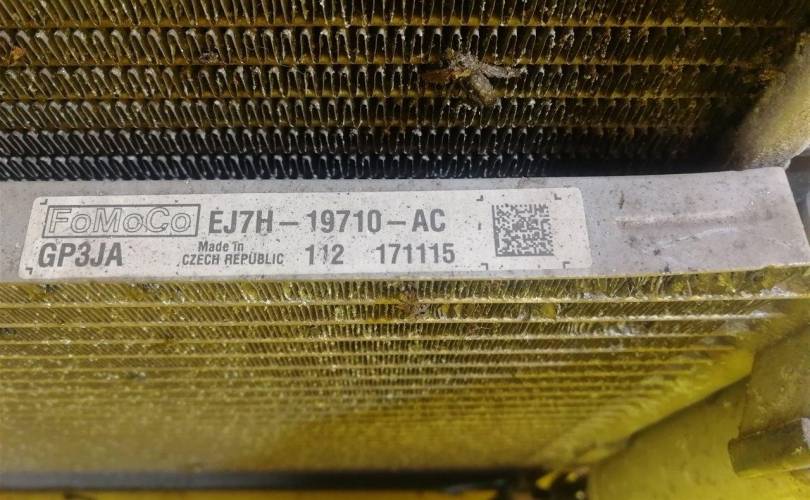 FoMoCo EJ7H-19710-AC
GP3JA Made in CZECH REPUBLIC 112 171115